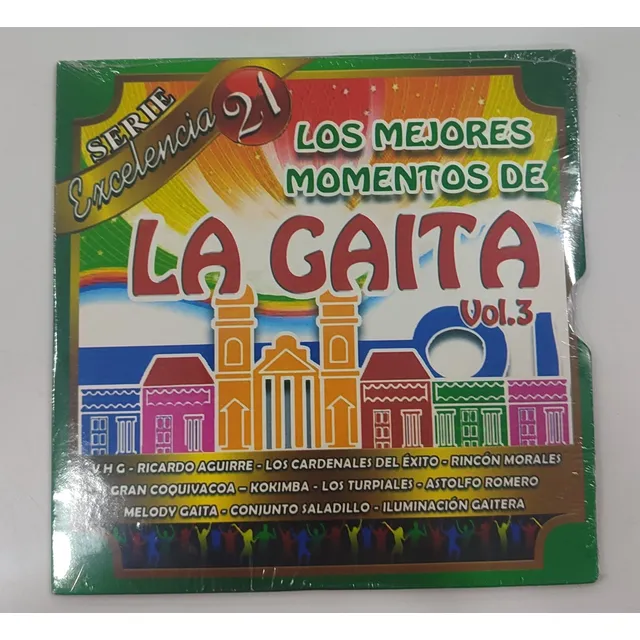 SERIE
Excelencia 21
LOS MEJORES
MOMENTOS DE
LA GAITA
Vol.3
V H G - RICARDO AGUIRRE - LOS CARDENALES DEL ÉXITO - RINCÓN MORALES
GRAN COQUIVACOA – KOKIMBA - LOS TURPIALES - ASTOLFO ROMERO
MELODY GAITA - CONJUNTO SALADILLO - ILUMINACIÓN GAITERA